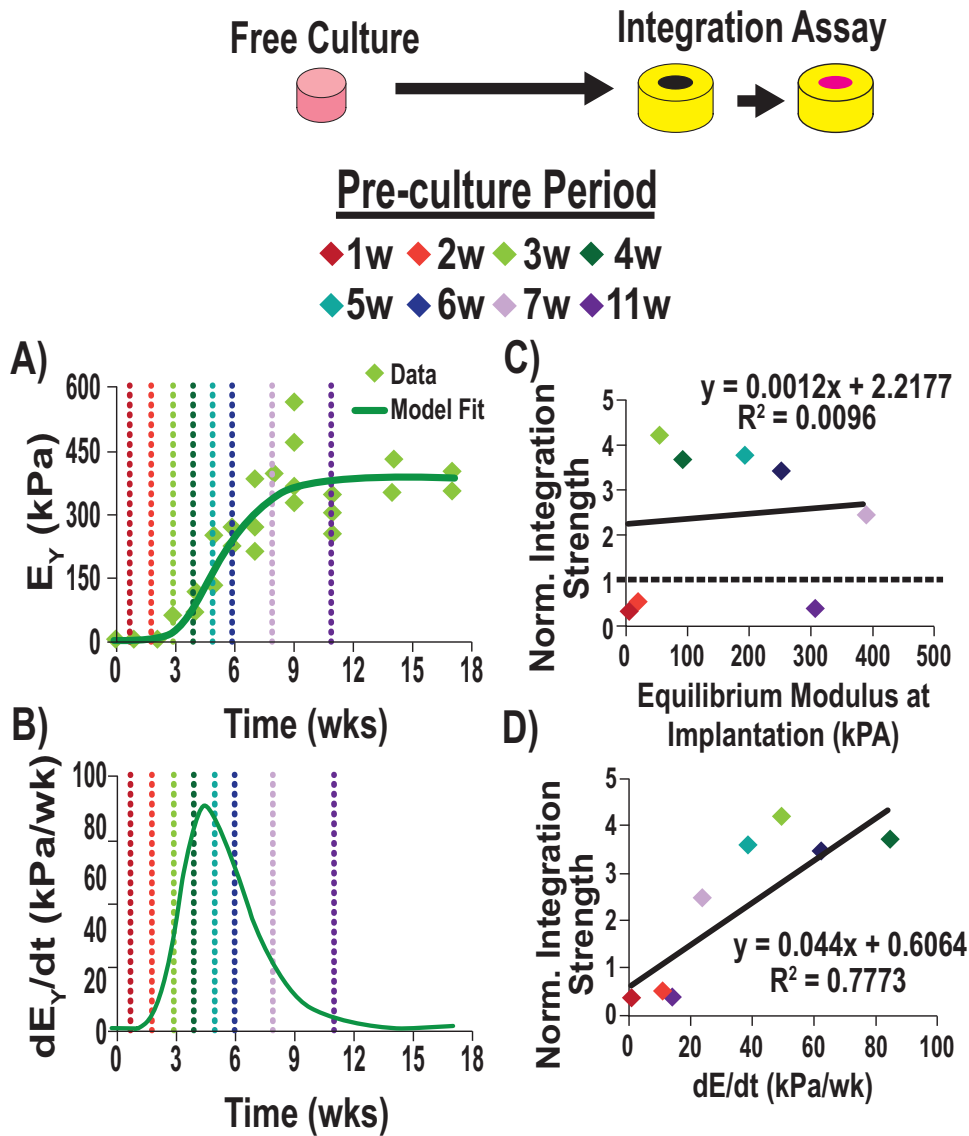 Free Culture
Integration Assay
Pre-culture Period
1w 2w 3w 4w
5w 6w 7w 11w
A)
600
450
300
150
0
E_Y (kPa)
Data
Model Fit
0 3 6 9 12 15 18
Time (wks)
B)
100
80
60
40
20
0
dE_Y/dt (kPa/wk)
0 3 6 9 12 15 18
Time (wks)
C)
y = 0.0012x + 2.2177
R² = 0.0096
5
4
3
2
1
0
Norm. Integration
Strength
0 100 200 300 400 500
Equilibrium Modulus at
Implantation (kPA)
D)
5
4
3
2
1
0
Norm. Integration
Strength
y = 0.044x + 0.6064
R² = 0.7773
0 20 40 60 80 100
dE/dt (kPa/wk)